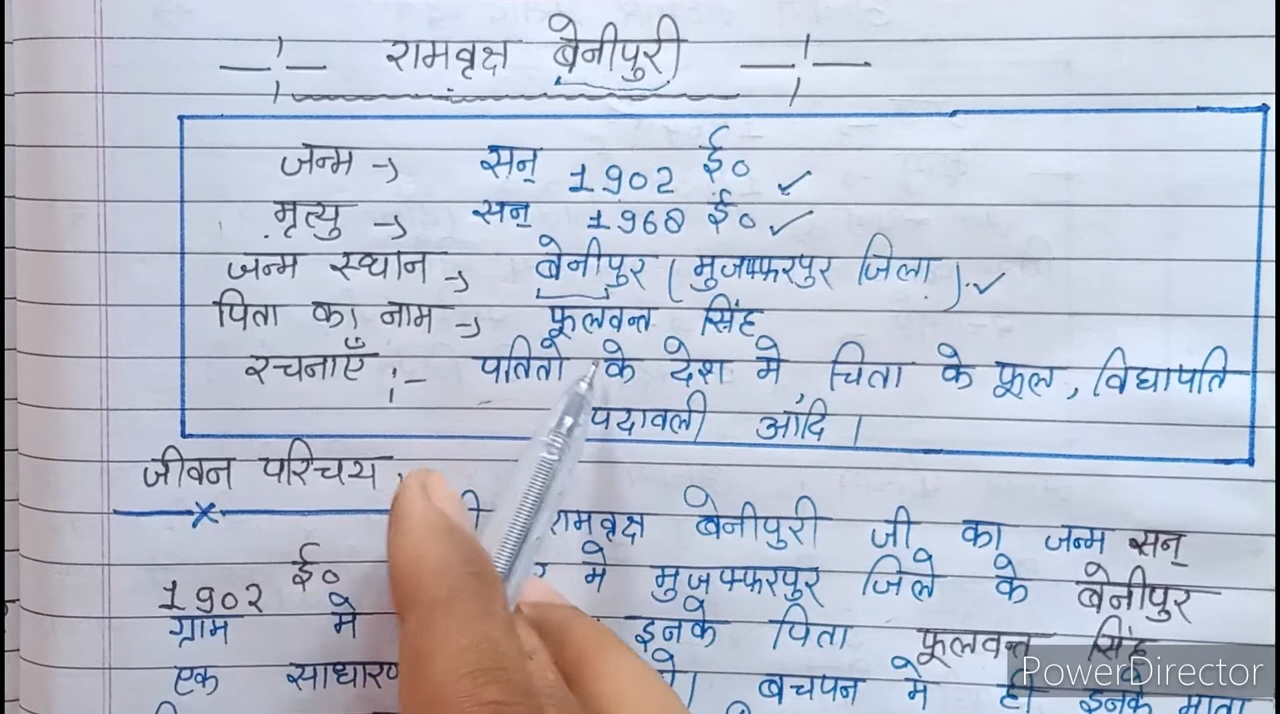 रामवृक्ष बेनीपुरी
जन्म → सन् 1902 ई०
मृत्यु → सन् 1968 ई०
जन्म स्थान → बेनीपुर (मुजफ्फरपुर जिला)
पिता का नाम → फूलवन्त सिंह
रचनाएँ :- पतितो के देश मे, चिता के फूल, विद्यापति
पदावली आदि ।
जीवन परिचय
रामवृक्ष बेनीपुरी जी का जन्म सन्
1902 ई० मे मुजफ्फरपुर जिले के बेनीपुर
ग्राम मे इनके पिता फूलवन्त सिंह
एक बचपन मे ही इनके माता
PowerDirector